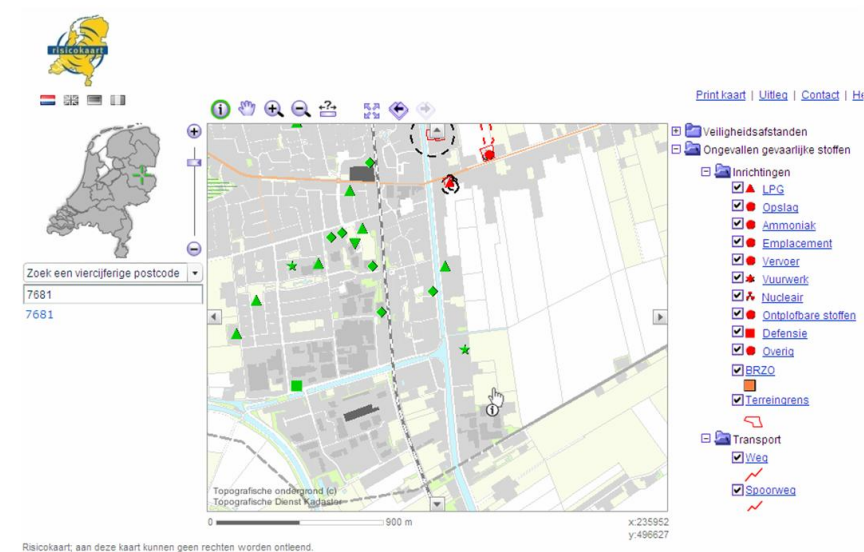 risicokaart
Print kaart | Uitleg | Contact | He
Zoek een viercijferige postcode
7681
7681
Veiligheidsafstanden
Ongevallen gevaarlijke stoffen
Inrichtingen
LPG
Opslag
Ammoniak
Emplacement
Vervoer
Vuurwerk
Nucleair
Ontplofbare stoffen
Defensie
Overig
BRZO
Terreingrens
Transport
Weg
Spoorweg
Topografische ondergrond (c)
Topografische Dienst Kadaster
0 900 m
x:235952
y:496627
Risicokaart; aan deze kaart kunnen geen rechten worden ontleend.